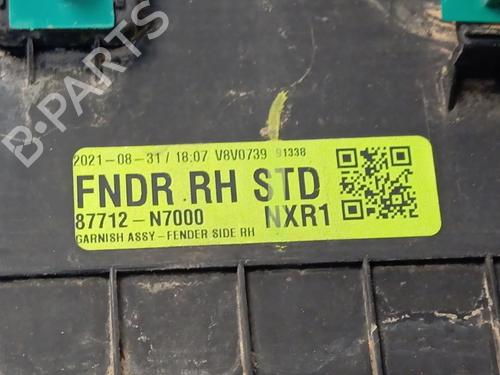 B-PARTS
2021-08-31 / 18:07 V8V0739 91338
FNDR RH STD
87712-N7000 NXR1
GARNISH ASSY-FENDER SIDE RH